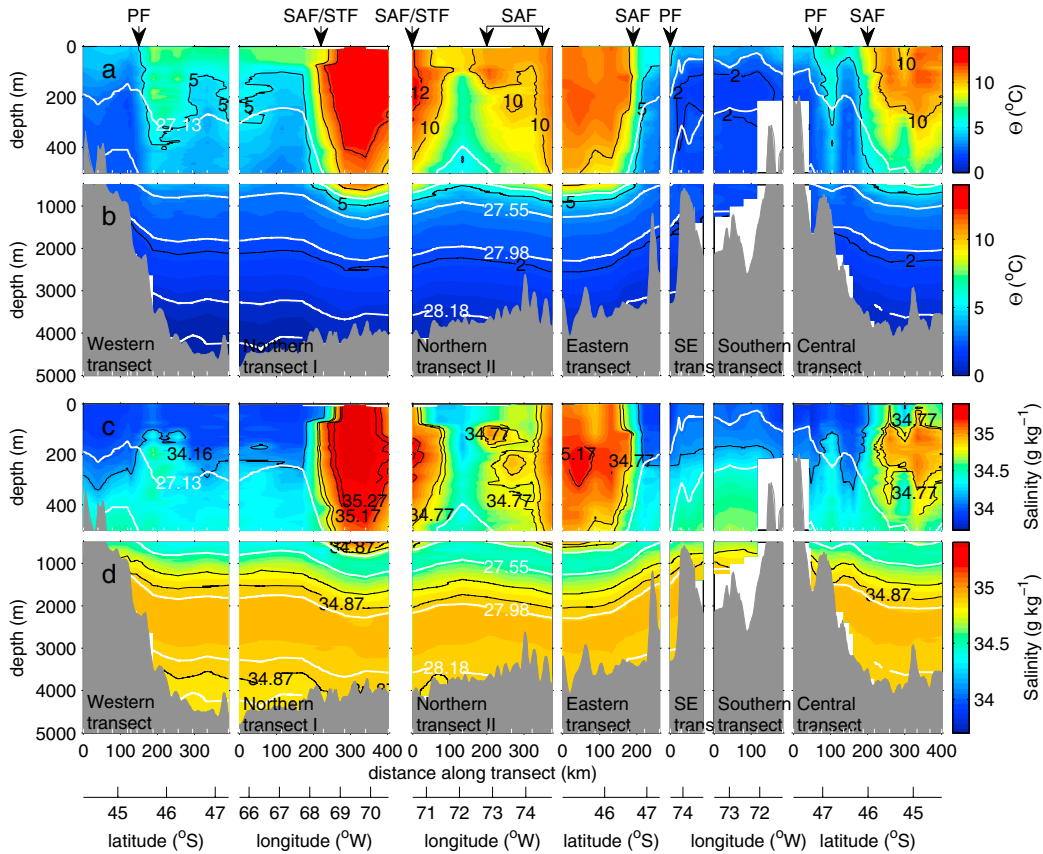 PF SAF/STF SAF/STF SAF SAF PF PF SAF
a
0
200
400
depth (m)
5 5 5 27.13 12 10 10 10 5 2 2 2 10
10
5
0
Θ (°C)
b
1000
2000
3000
4000
5000
depth (m)
5 27.55 27.98 2 28.18 5 2 2
10
5
0
Θ (°C)
Western transect
Northern transect I
Northern transect II
Eastern transect
SE trans
Southern transect
Central transect
c
0
200
400
depth (m)
34.16 27.13 35.27 35.17 34.77 34.77 34.77 5.17 34.77 34.77 34.77
35
34.5
34
Salinity (g kg-1)
d
1000
2000
3000
4000
5000
depth (m)
34.87 34.87 34.87 27.55 27.98 28.18 34.87 34.87
35
34.5
34
Salinity (g kg-1)
Western transect
Northern transect I
Northern transect II
Eastern transect
SE trans
Southern transect
Central transect
0 100 200 300 0 100 200 300 400 0 100 200 300 400 0 100 200 0 0 100 0 100 200 300 400
distance along transect (km)
45 46 47 66 67 68 69 70 71 72 73 74 46 47 74 73 72 47 46 45
latitude (°S) longitude (°W) longitude (°W) latitude (°S) longitude (°W) latitude (°S)